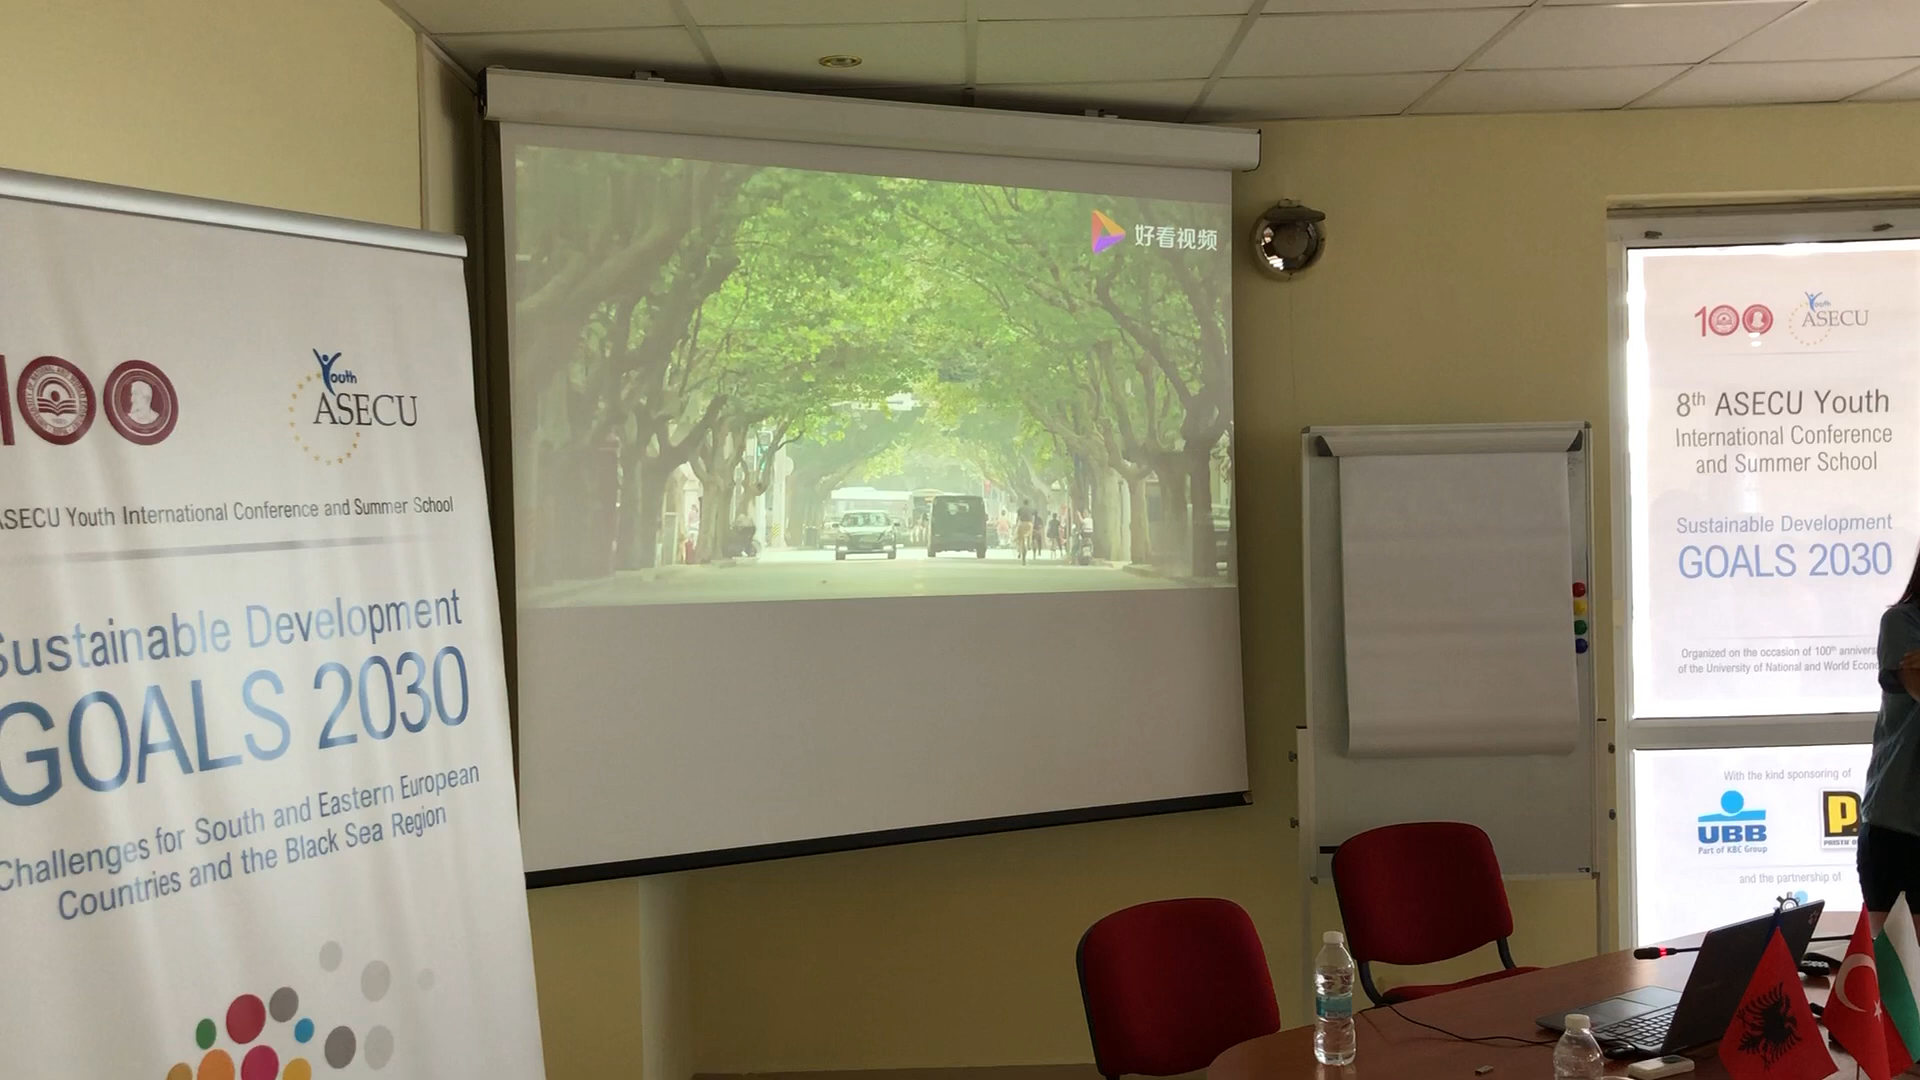 100
Youth
ASECU
ASECU Youth International Conference and Summer School
Sustainable Development
GOALS 2030
Challenges for South and Eastern European
Countries and the Black Sea Region
好看视频
100
Youth
ASECU
8th ASECU Youth
International Conference
and Summer School
Sustainable Development
GOALS 2030
Organized on the occasion of 100th
of the University of National and World
With the kind sponsoring of
UBB
Part of KBC Group
and the partnership of